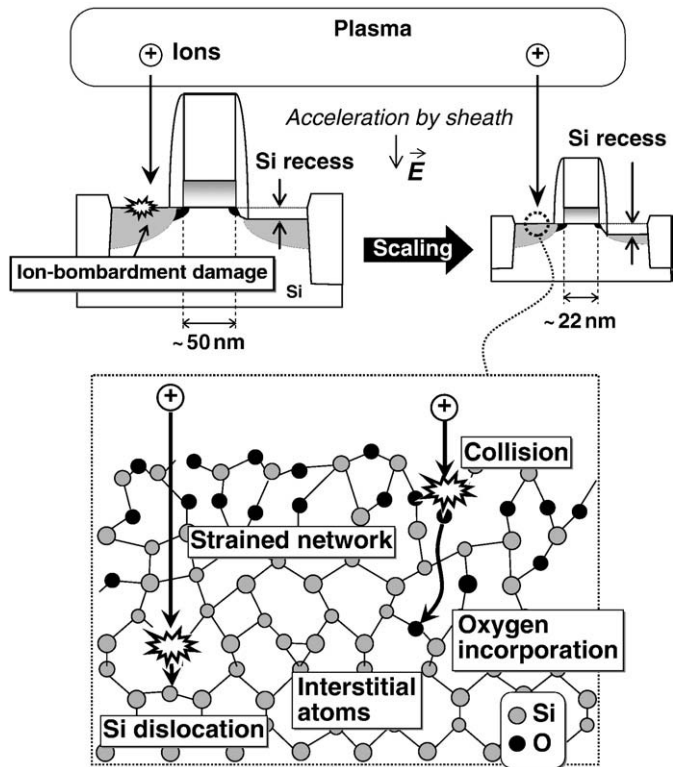 Plasma
+
Ions
+
Acceleration by sheath
E
Si recess
Si recess
Scaling
Ion-bombardment damage
Si
~ 50 nm
~ 22 nm
+
+
Collision
Strained network
Oxygen
incorporation
Interstitial
atoms
Si dislocation
Si
O